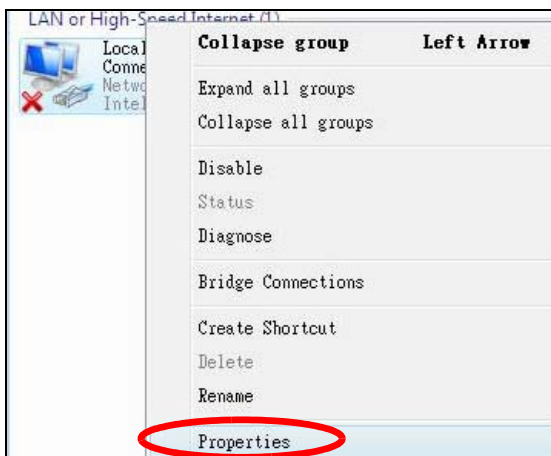 LAN or High-Speed Internet (1)
Local
Conne
Netwo
Intel
Collapse group Left Arrow
Expand all groups
Collapse all groups
Disable
Status
Diagnose
Bridge Connections
Create Shortcut
Delete
Rename
Properties